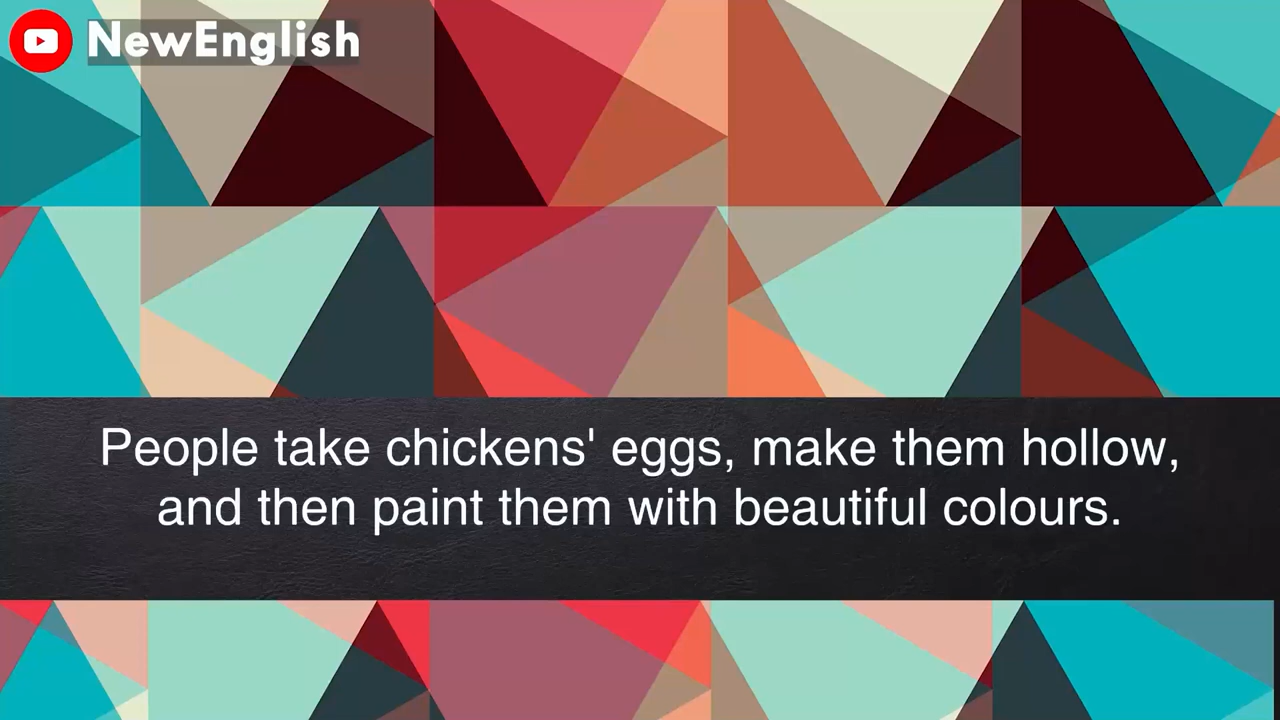 NewEnglish
People take chickens' eggs, make them hollow,
and then paint them with beautiful colours.